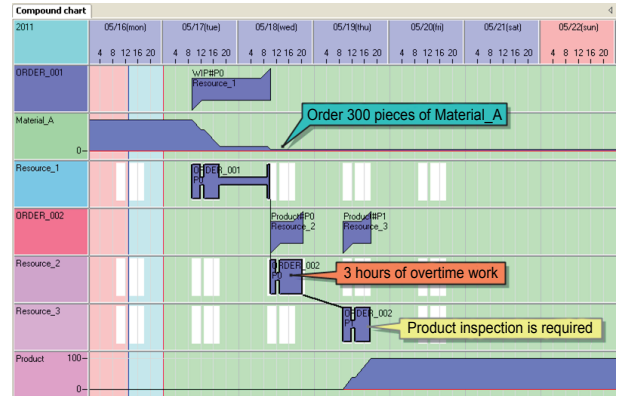 Compound chart
2011 05/16(mon) 05/17(tue) 05/18(wed) 05/19(thu) 05/20(fri) 05/21(sat) 05/22(sun)
4 8 12 16 20 4 8 12 16 20 4 8 12 16 20 4 8 12 16 20 4 8 12 16 20 4 8 12 16 20 4 8 12 16 20
ORDER_001
WIP#P0
Resource_1
Material_A
Order 300 pieces of Material_A
0
Resource_1
ORDER_001
P0
ORDER_002
Product#P0
Resource_2
Product#P1
Resource_3
Resource_2
ORDER_002
P0
3 hours of overtime work
Resource_3
ORDER_002
P1
Product inspection is required
Product
100
0